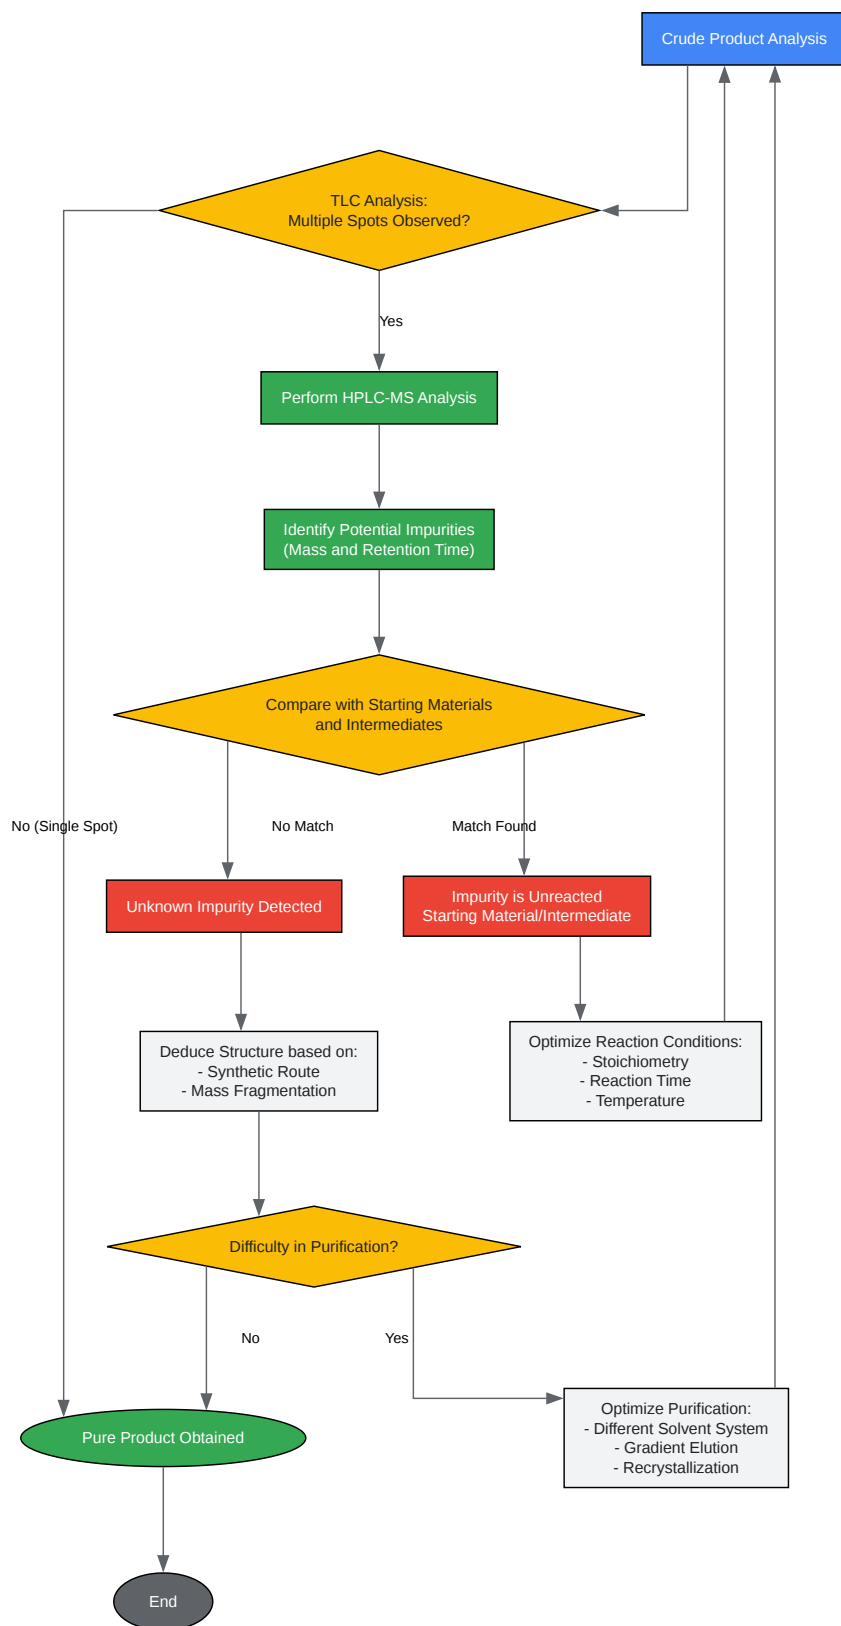 Crude Product Analysis
TLC Analysis:
Multiple Spots Observed?
Yes
Perform HPLC-MS Analysis
Identify Potential Impurities
(Mass and Retention Time)
Compare with Starting Materials
and Intermediates
No (Single Spot)
No Match
Match Found
Unknown Impurity Detected
Impurity is Unreacted
Starting Material/Intermediate
Deduce Structure based on:
- Synthetic Route
- Mass Fragmentation
Optimize Reaction Conditions:
- Stoichiometry
- Reaction Time
- Temperature
Difficulty in Purification?
No
Yes
Pure Product Obtained
Optimize Purification:
- Different Solvent System
- Gradient Elution
- Recrystallization
End